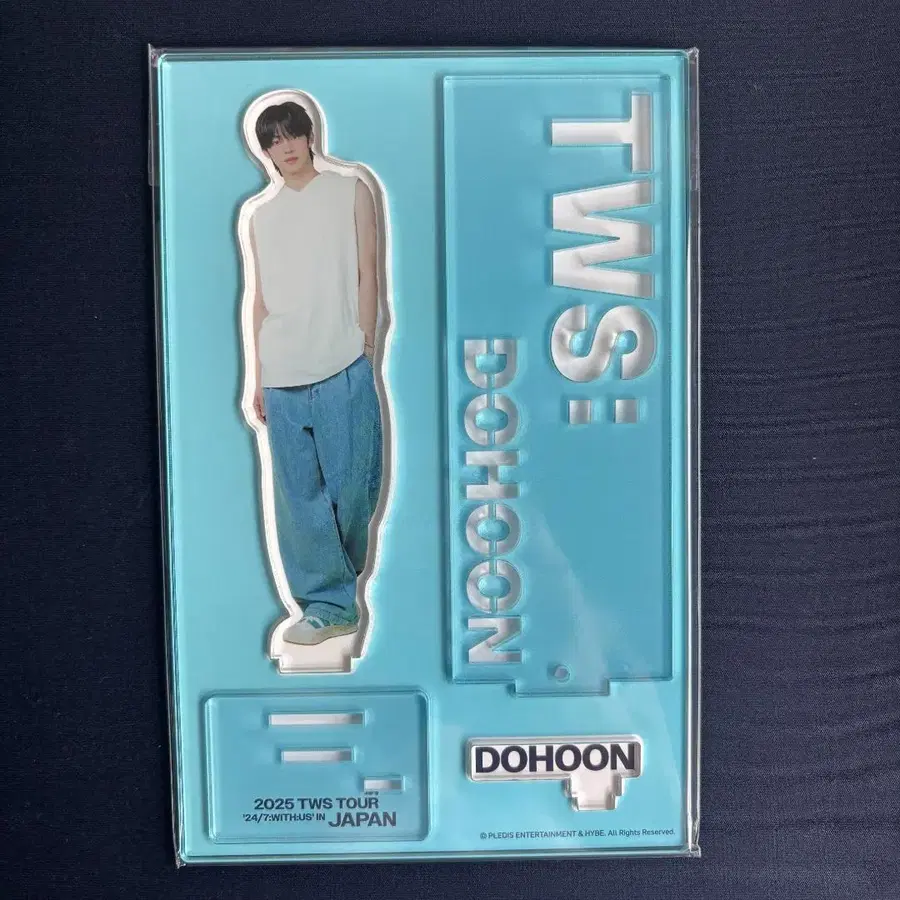 TWS:
DOHOON
2025 TWS TOUR
'24/7:WITH:US' IN JAPAN
DOHOON
© PLEDIS ENTERTAINMENT & HYBE. All Rights Reserved.